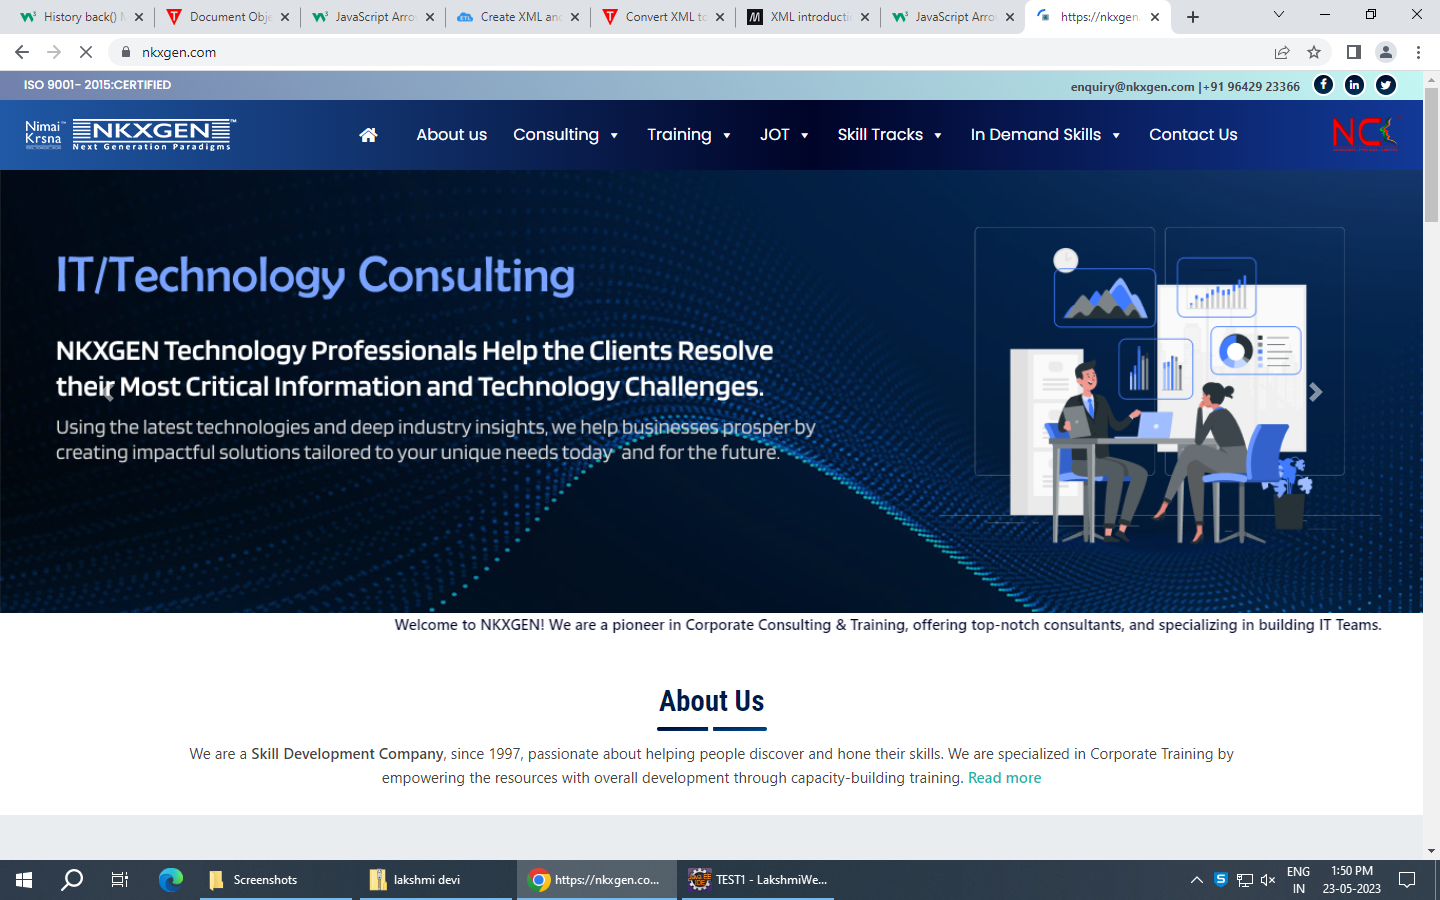 History back() M
Document Obje
JavaScript Arro
Create XML and
Convert XML to
XML introducti
JavaScript Arro
https://nkxgen.
nkxgen.com
ISO 9001- 2015:CERTIFIED
enquiry@nkxgen.com |+91 96429 23366
Nimai Krsna
NKXGEN™
Next Generation Paradigms
About us
Consulting
Training
JOT
Skill Tracks
In Demand Skills
Contact Us
IT/Technology Consulting
NKXGEN Technology Professionals Help the Clients Resolve
their Most Critical Information and Technology Challenges.
Using the latest technologies and deep industry insights, we help businesses prosper by
creating impactful solutions tailored to your unique needs today and for the future.
Welcome to NKXGEN! We are a pioneer in Corporate Consulting & Training, offering top-notch consultants, and specializing in building IT Teams.
About Us
We are a Skill Development Company, since 1997, passionate about helping people discover and hone their skills. We are specialized in Corporate Training by
empowering the resources with overall development through capacity-building training. Read more
Screenshots
lakshmi devi
https://nkxgen.co...
TEST1 - LakshmiWe...
ENG
IN
1:50 PM
23-05-2023